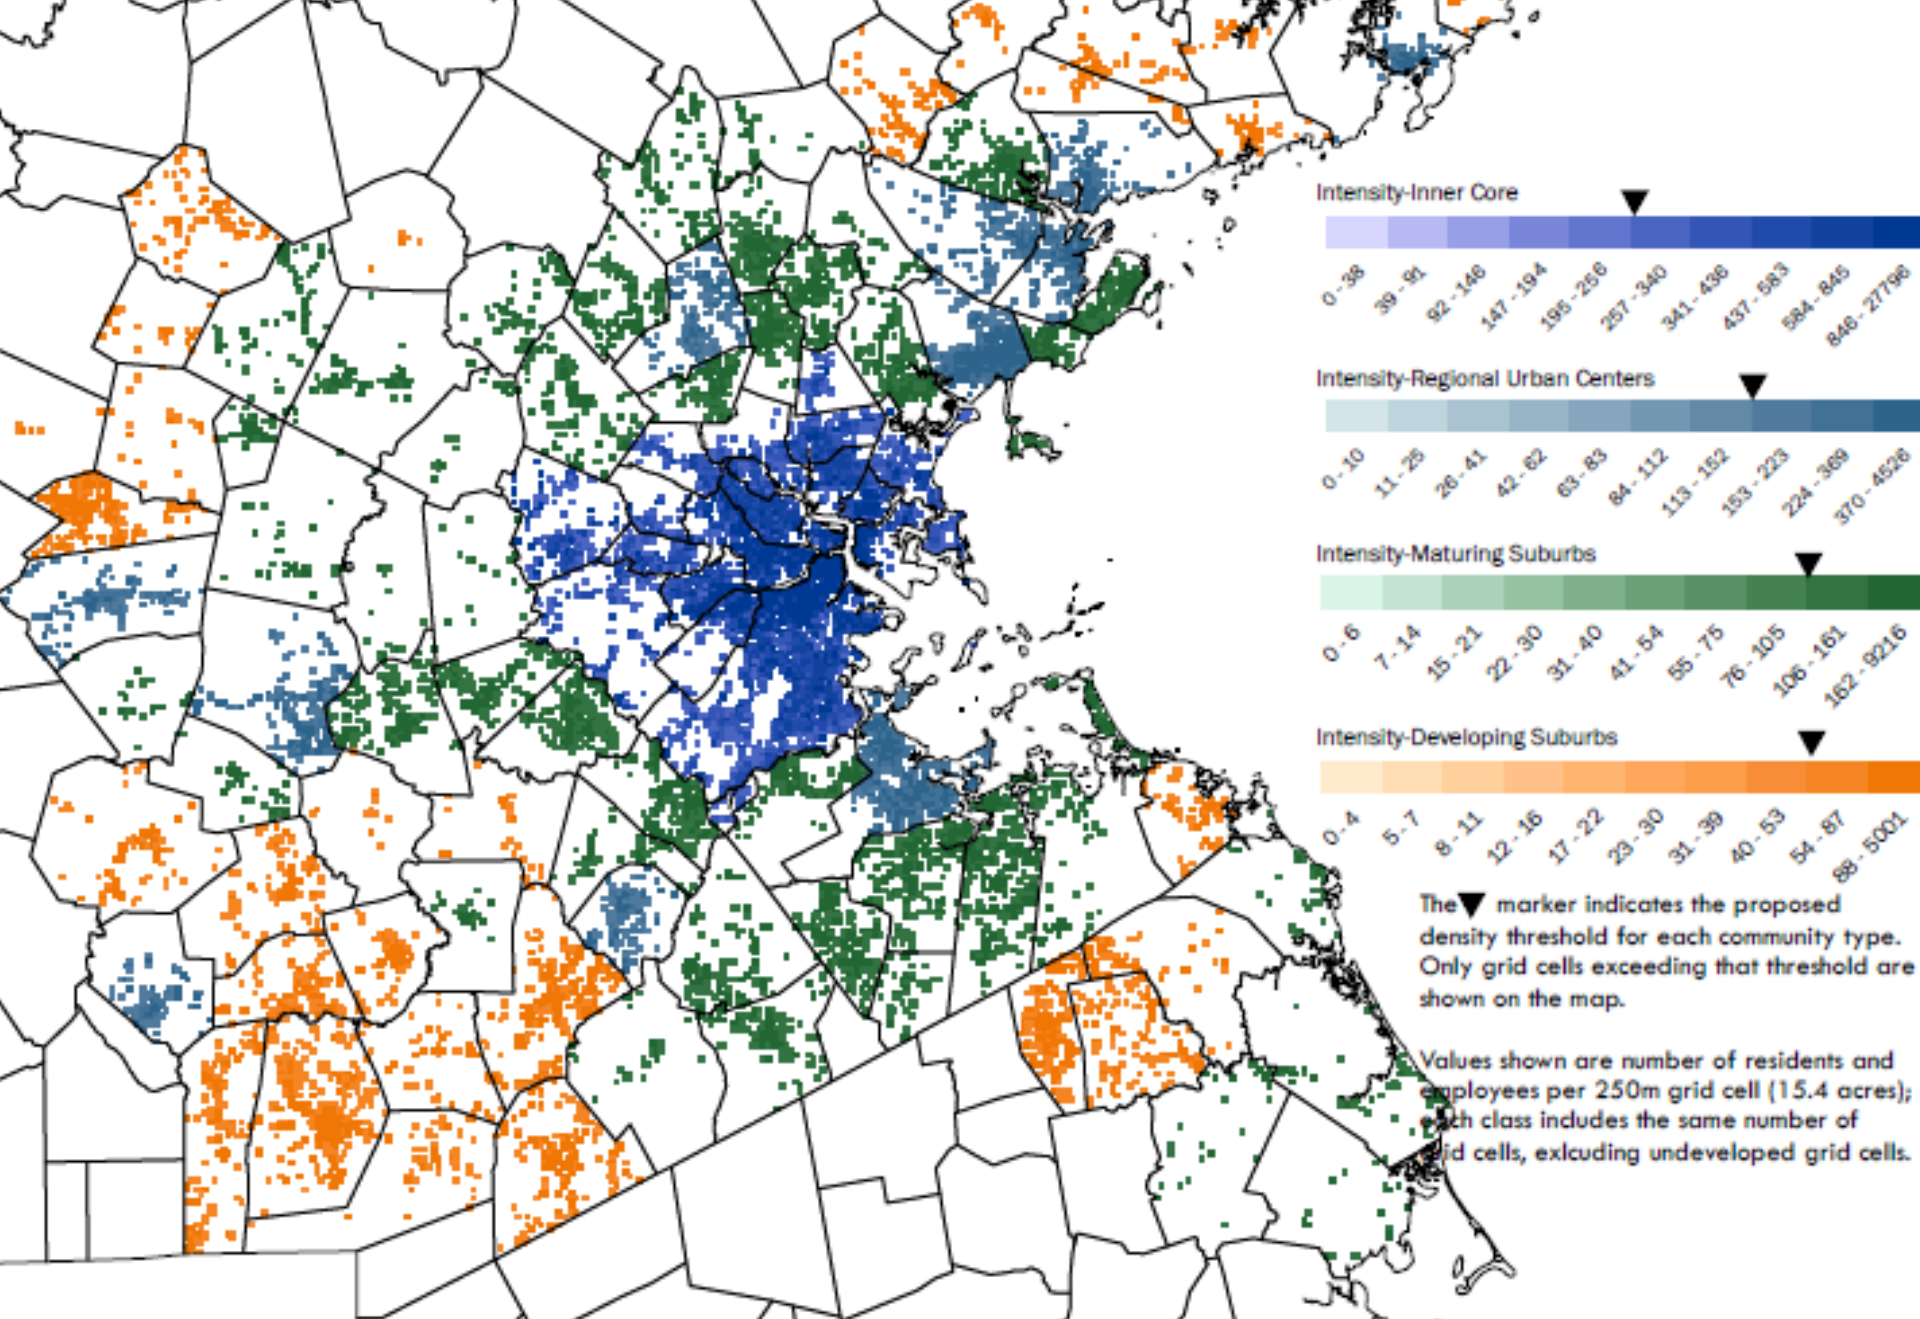 Intensity-Inner Core
0 - 38
39 - 91
92 - 146
147 - 194
195 - 256
257 - 340
341 - 436
437 - 583
584 - 845
846 - 27796
Intensity-Regional Urban Centers
0 - 10
11 - 25
26 - 41
42 - 62
63 - 83
84 - 112
113 - 152
153 - 223
224 - 369
370 - 4526
Intensity-Maturing Suburbs
0 - 6
7 - 14
15 - 21
22 - 30
31 - 40
41 - 54
55 - 75
76 - 105
106 - 161
162 - 9216
Intensity-Developing Suburbs
0 - 4
5 - 7
8 - 11
12 - 16
17 - 22
23 - 30
31 - 39
40 - 53
54 - 87
88 - 5001
The▼ marker indicates the proposed
density threshold for each community type.
Only grid cells exceeding that threshold are
shown on the map.
Values shown are number of residents and
employees per 250m grid cell (15.4 acres);
each class includes the same number of
grid cells, exlcuding undeveloped grid cells.